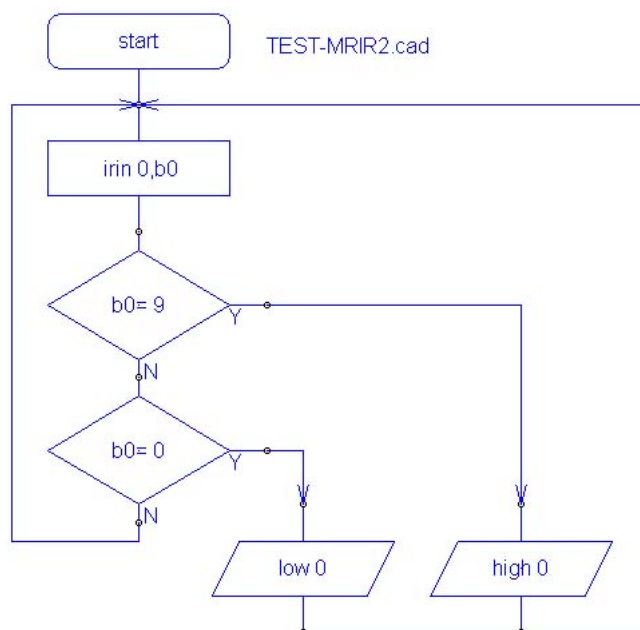 start
TEST-MRIR2.cad
irin 0,b0
b0= 9
Y
N
b0= 0
Y
N
low 0
high 0